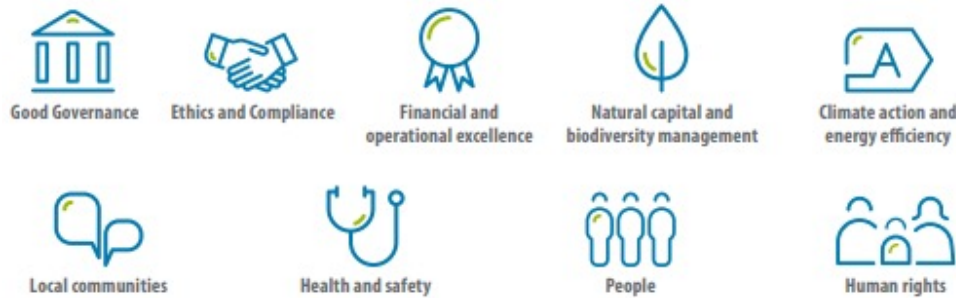 A
Good Governance
Ethics and Compliance
Financial and
operational excellence
Natural capital and
biodiversity management
Climate action and
energy efficiency
Local communities
Health and safety
People
Human rights